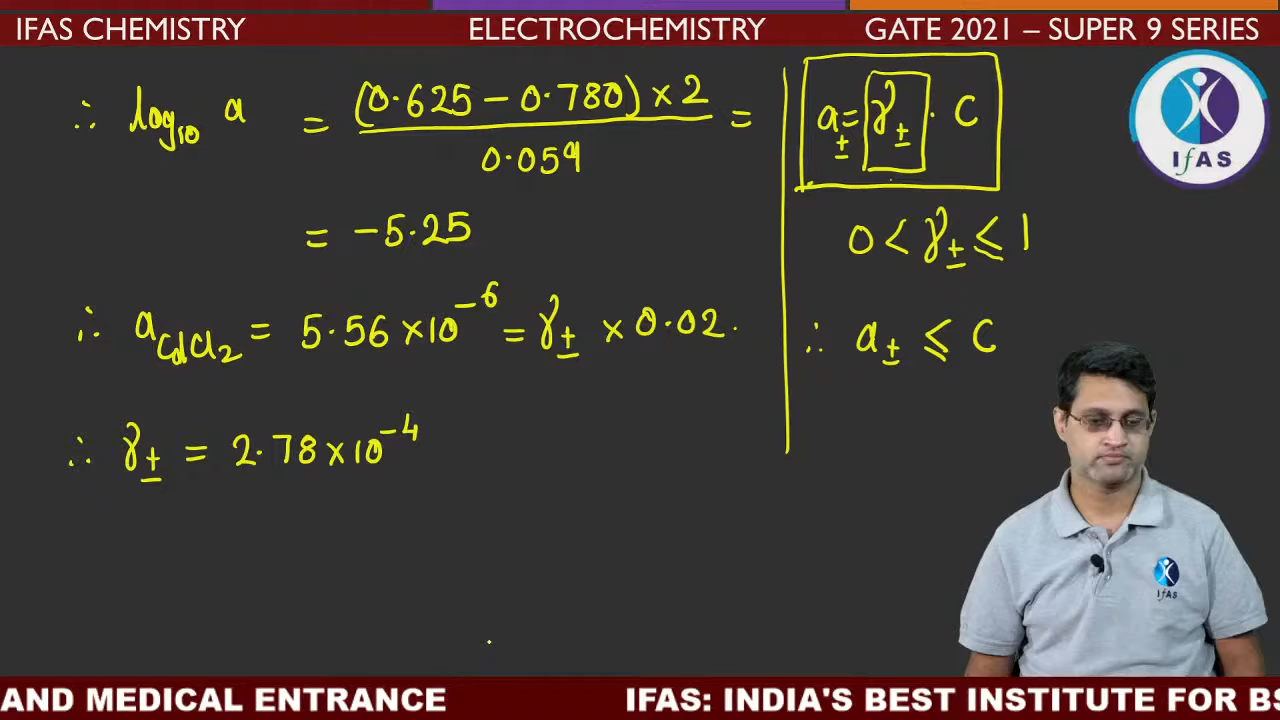 IFAS CHEMISTRY ELECTROCHEMISTRY GATE 2021 – SUPER 9 SERIES
∴ log₁₀ a = (0.625 − 0.780) × 2 / 0.059 =
= −5.25
∴ a CdCl₂ = 5.56 × 10⁻⁶ = γ± × 0.02.
∴ γ± = 2.78 × 10⁻⁴
a± = γ± · C
0 < γ± ≤ 1
∴ a± ≤ C
IfAS
IfAS
AND MEDICAL ENTRANCE IFAS: INDIA'S BEST INSTITUTE FOR BS